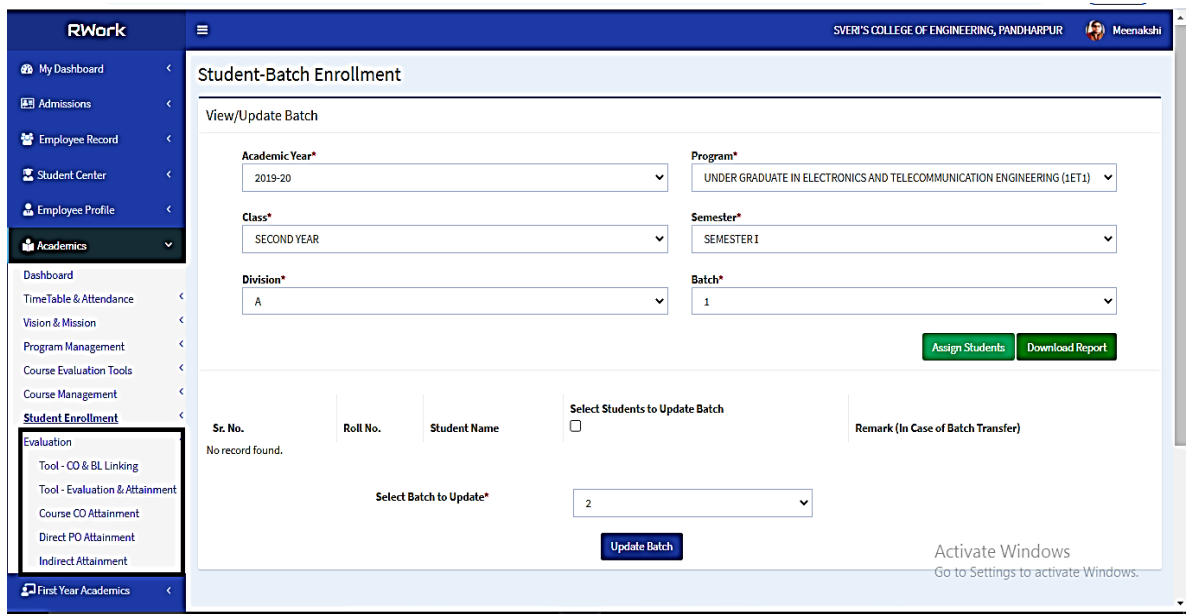 RWork
SVERI'S COLLEGE OF ENGINEERING, PANDHARPUR
Meenakshi
My Dashboard
Admissions
Employee Record
Student Center
Employee Profile
Academics
Dashboard
TimeTable & Attendance
Vision & Mission
Program Management
Course Evaluation Tools
Course Management
Student Enrollment
Evaluation
Tool - CO & BL Linking
Tool - Evaluation & Attainment
Course CO Attainment
Direct PO Attainment
Indirect Attainment
First Year Academics
Student-Batch Enrollment
View/Update Batch
Academic Year*
2019-20
Program*
UNDER GRADUATE IN ELECTRONICS AND TELECOMMUNICATION ENGINEERING (1ET1)
Class*
SECOND YEAR
Semester*
SEMESTER I
Division*
A
Batch*
1
Assign Students
Download Report
Sr. No.
Roll No.
Student Name
Select Students to Update Batch
Remark (In Case of Batch Transfer)
No record found.
Select Batch to Update*
2
Update Batch
Activate Windows
Go to Settings to activate Windows.